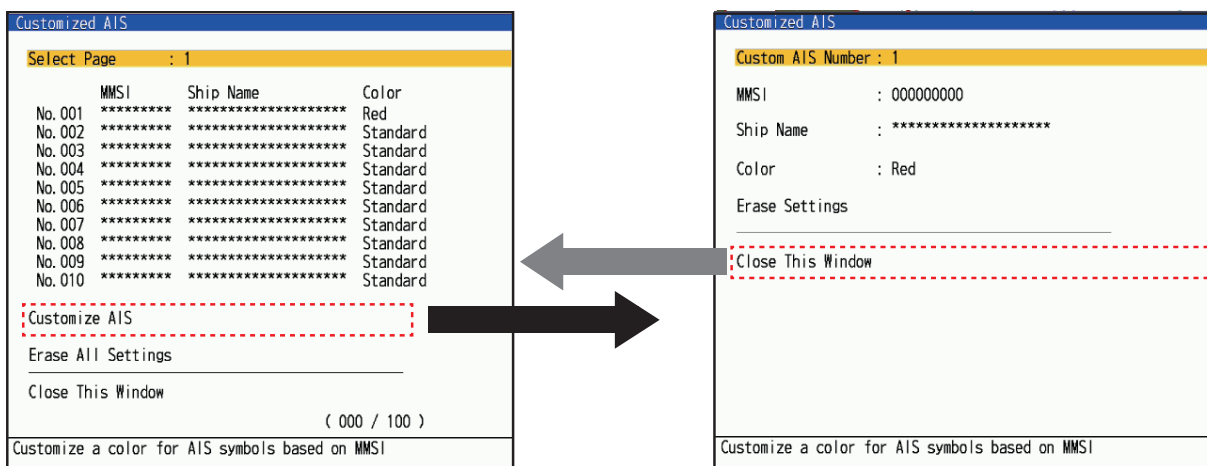 Customized AIS
Select Page : 1
MMSI Ship Name Color
No.001 ********* ******************** Red
No.002 ********* ******************** Standard
No.003 ********* ******************** Standard
No.004 ********* ******************** Standard
No.005 ********* ******************** Standard
No.006 ********* ******************** Standard
No.007 ********* ******************** Standard
No.008 ********* ******************** Standard
No.009 ********* ******************** Standard
No.010 ********* ******************** Standard
Customize AIS
Erase All Settings
Close This Window
( 000 / 100 )
Customize a color for AIS symbols based on MMSI
Customized AIS
Custom AIS Number : 1
MMSI : 000000000
Ship Name : ********************
Color : Red
Erase Settings
Close This Window
Customize a color for AIS symbols based on MMSI